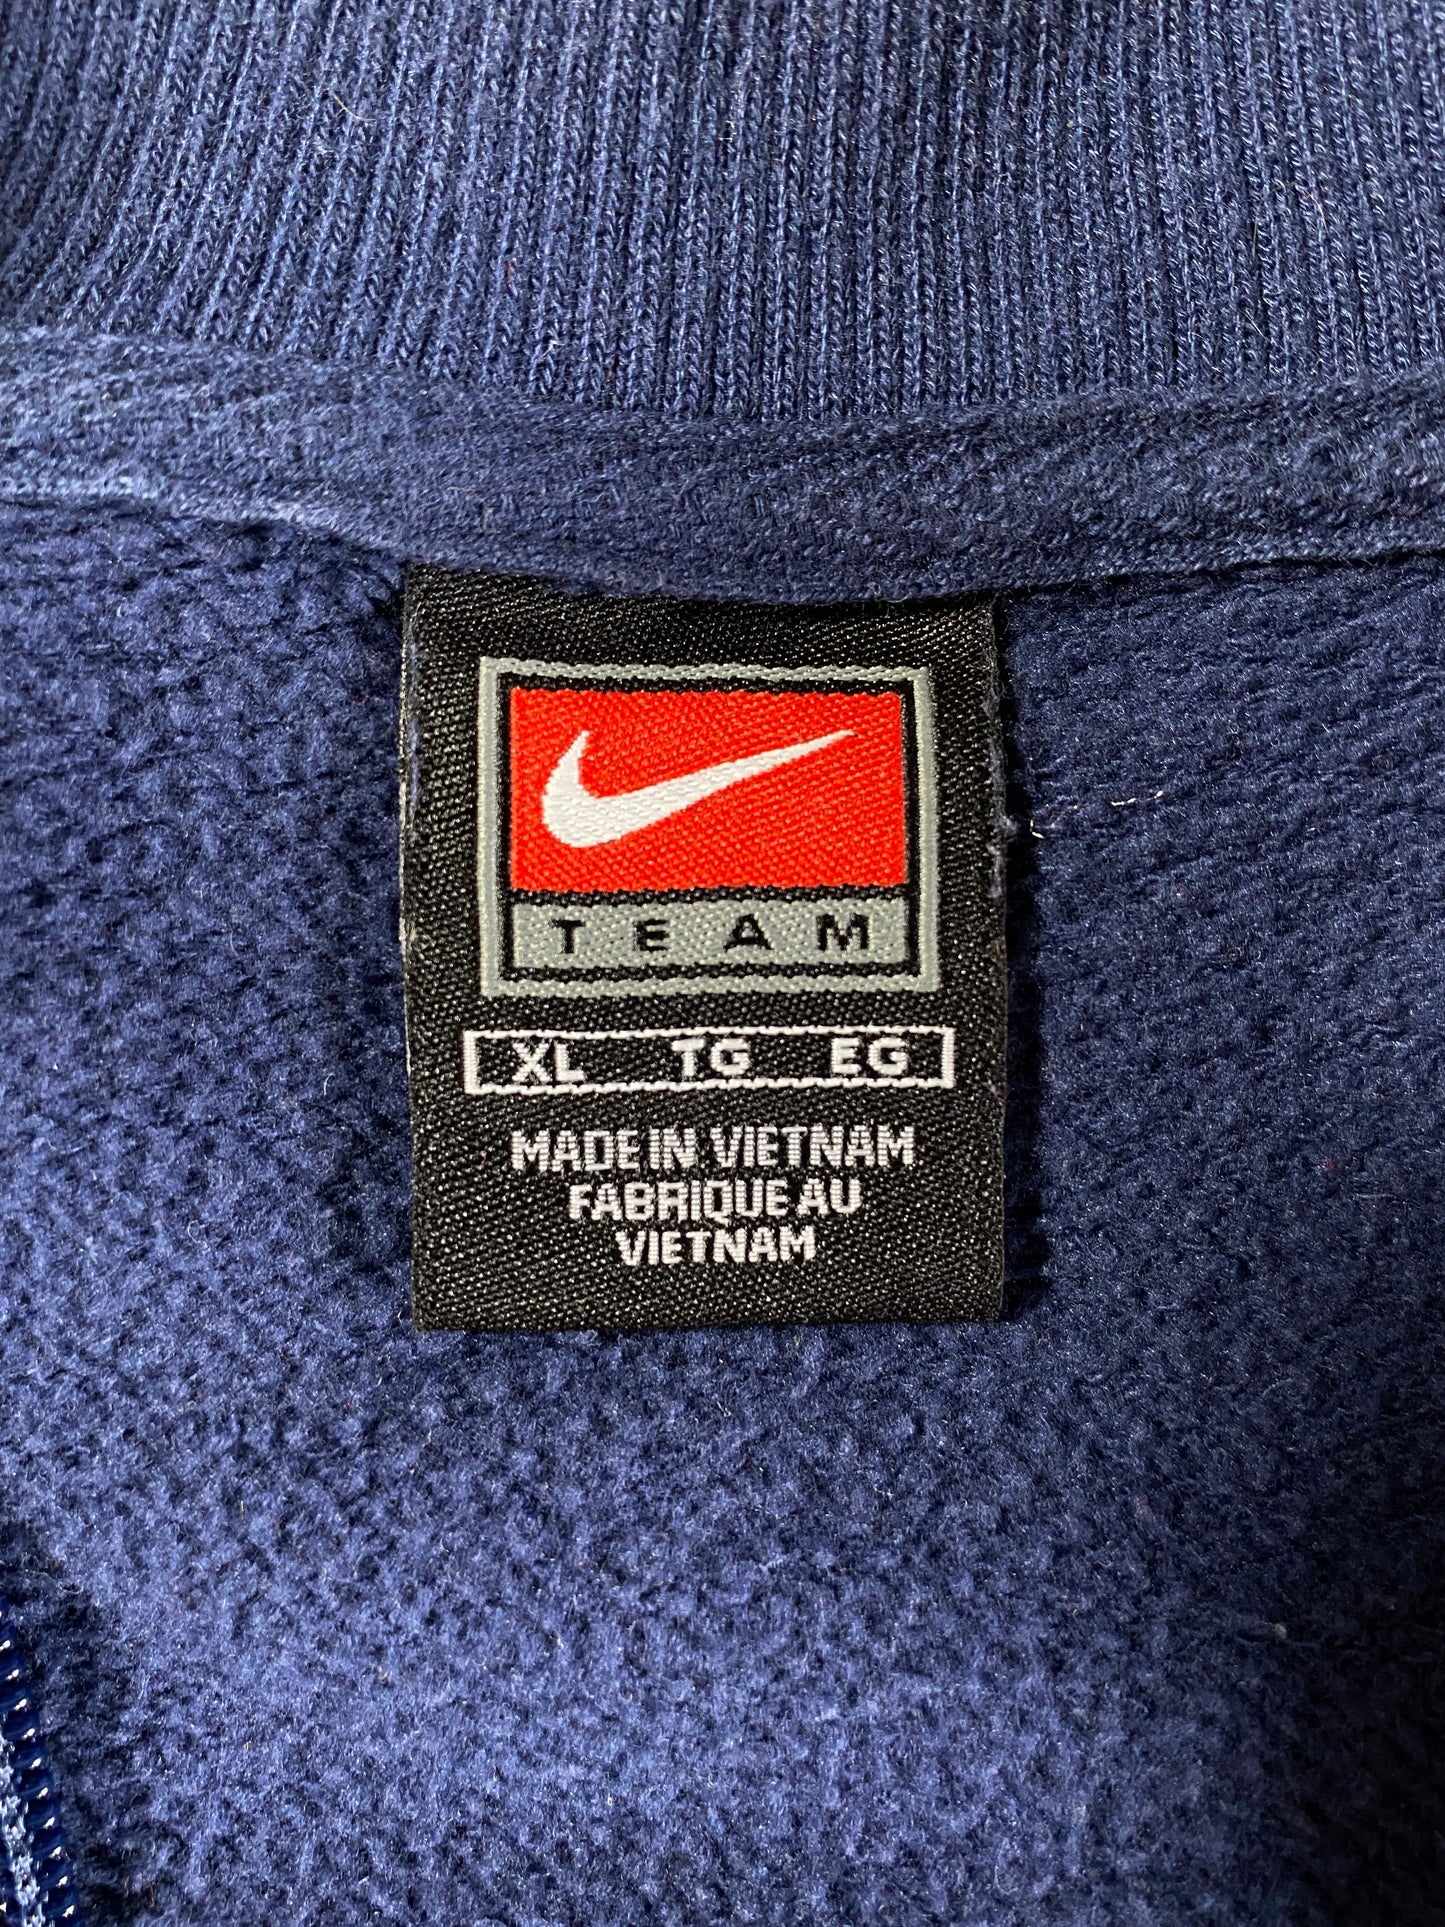 TEAM
XL TG EG
MADE IN VIETNAM
FABRIQUE AU
VIETNAM